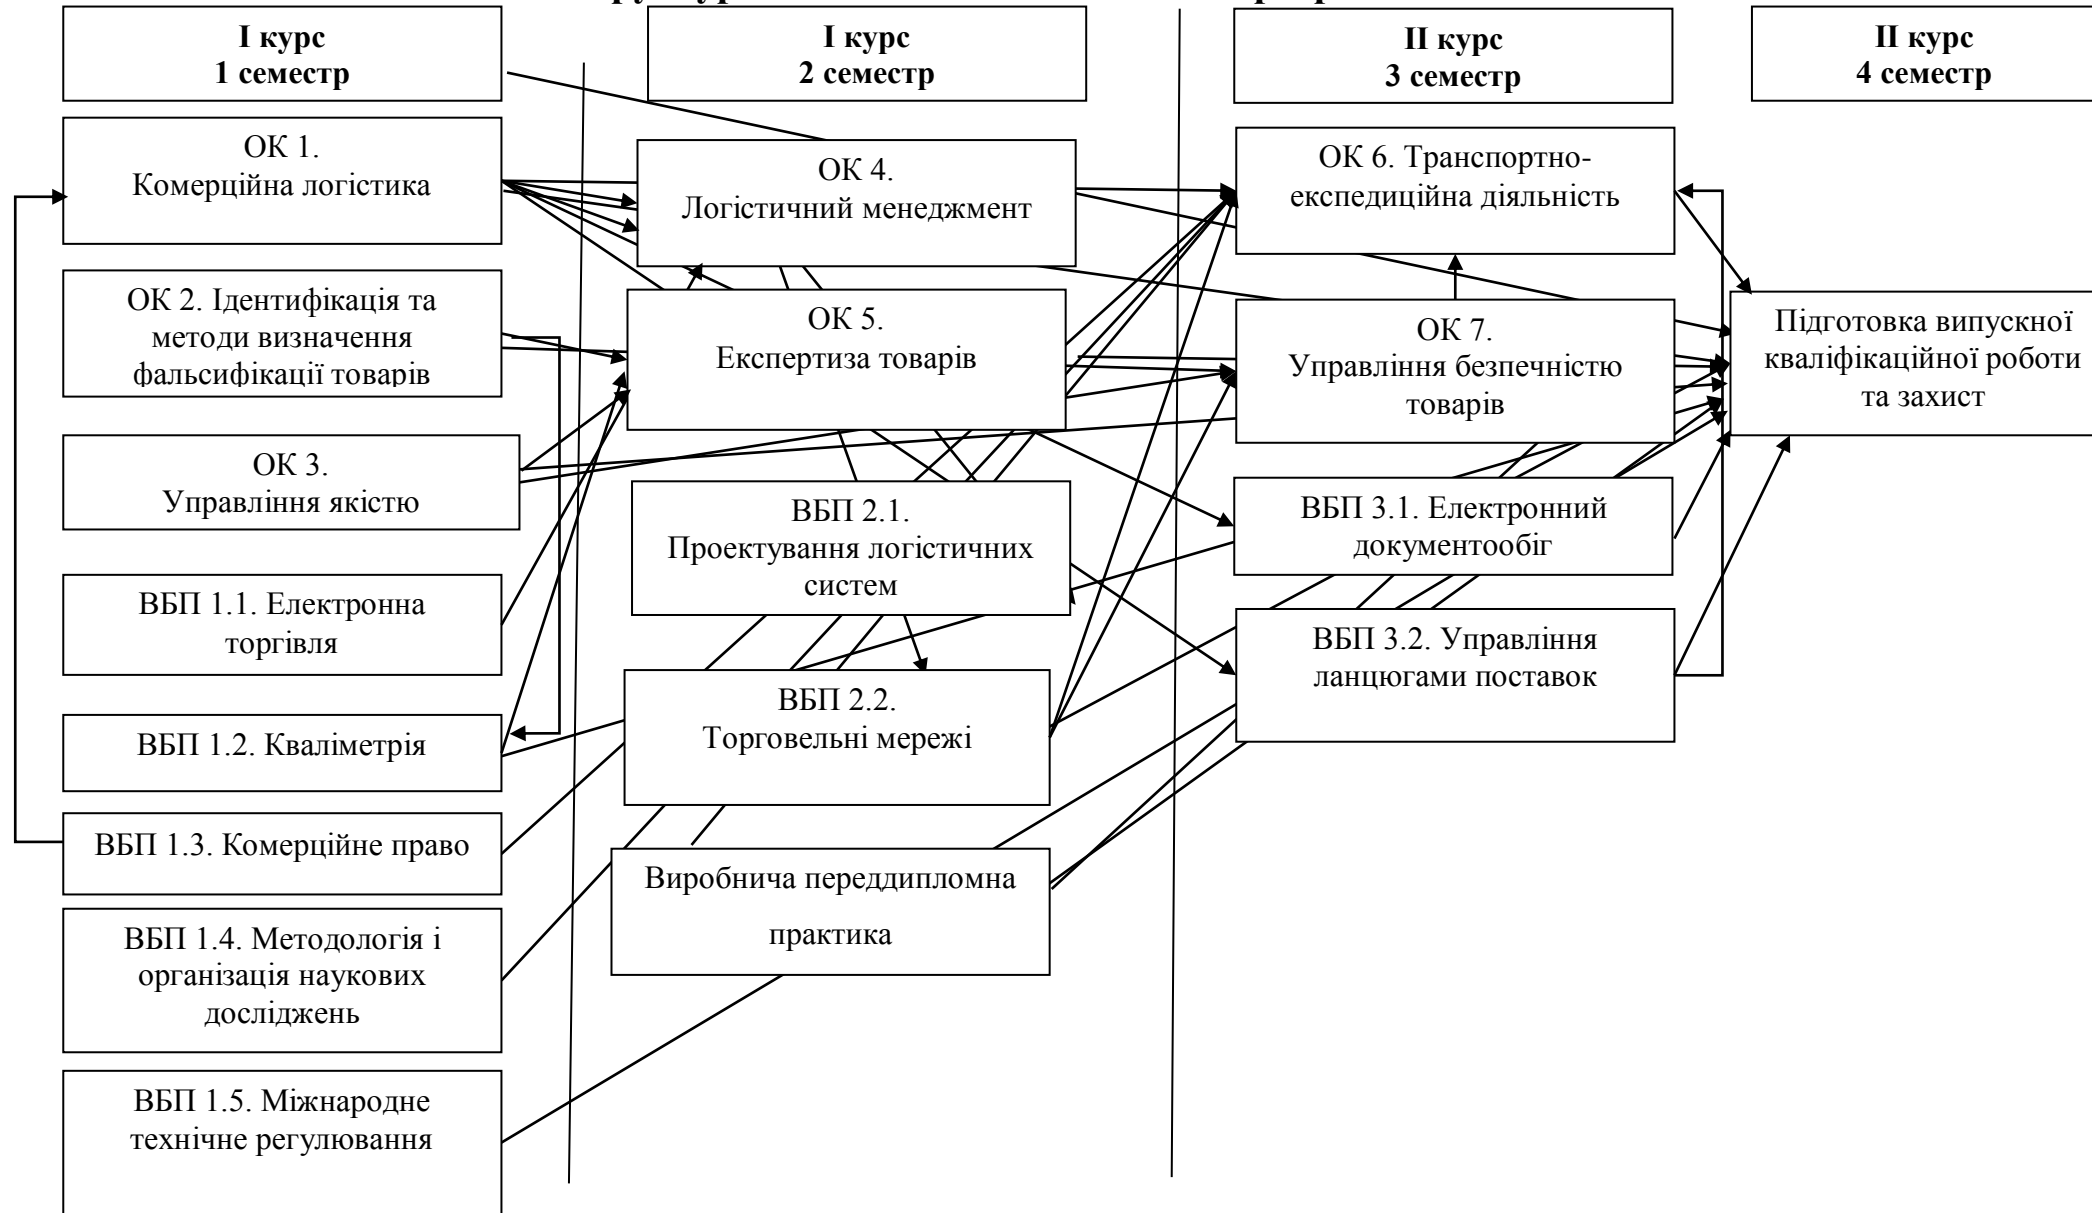 І курс
1 семестр
І курс
2 семестр
ІІ курс
3 семестр
ІІ курс
4 семестр
ОК 1.
Комерційна логістика
ОК 2. Ідентифікація та
методи визначення
фальсифікації товарів
ОК 3.
Управління якістю
ВБП 1.1. Електронна
торгівля
ВБП 1.2. Кваліметрія
ВБП 1.3. Комерційне право
ВБП 1.4. Методологія і
організація наукових
досліджень
ВБП 1.5. Міжнародне
технічне регулювання
ОК 4.
Логістичний менеджмент
ОК 5.
Експертиза товарів
ВБП 2.1.
Проектування логістичних
систем
ВБП 2.2.
Торговельні мережі
Виробнича переддипломна
практика
ОК 6. Транспортно-
експедиційна діяльність
ОК 7.
Управління безпечністю
товарів
ВБП 3.1. Електронний
документообіг
ВБП 3.2. Управління
ланцюгами поставок
Підготовка випускної
кваліфікаційної роботи
та захист